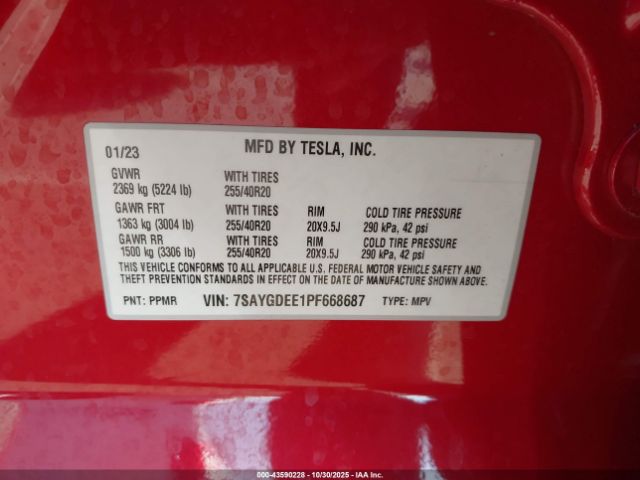 01/23 MFD BY TESLA, INC.
GVWR WITH TIRES
2369 kg (5224 lb) 255/40R20
GAWR FRT WITH TIRES RIM COLD TIRE PRESSURE
1363 kg (3004 lb) 255/40R20 20X9.5J 290 kPa, 42 psi
GAWR RR WITH TIRES RIM COLD TIRE PRESSURE
1500 kg (3306 lb) 255/40R20 20X9.5J 290 kPa, 42 psi
THIS VEHICLE CONFORMS TO ALL APPLICABLE U.S. FEDERAL MOTOR VEHICLE SAFETY AND
THEFT PREVENTION STANDARDS IN EFFECT ON THE DATE OF MANUFACTURE SHOWN ABOVE.
PNT: PPMR VIN: 7SAYGDEE1PF668687 TYPE: MPV
000-43590228 - 10/30/2025 - IAA Inc.